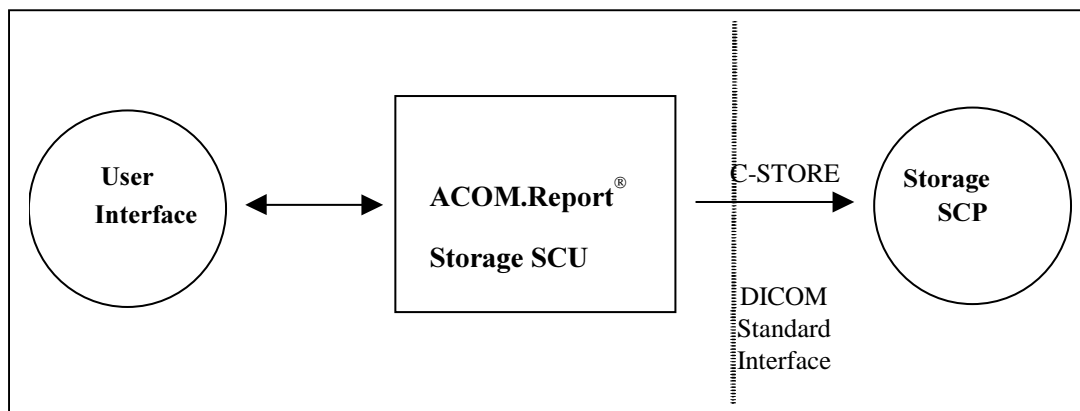 User
Interface
ACOM.Report®
Storage SCU
C-STORE
DICOM
Standard
Interface
Storage
SCP